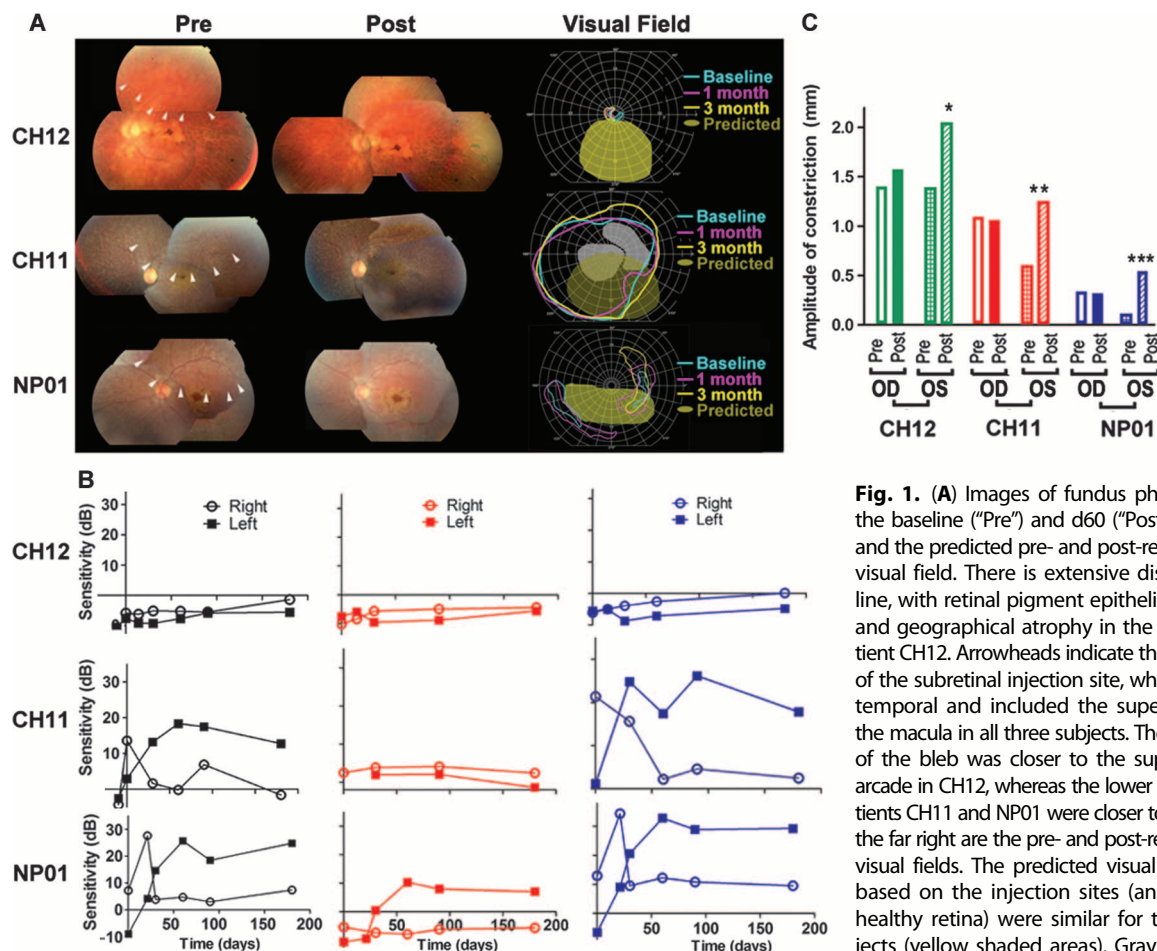 A
Pre
Post
Visual Field
CH12
Baseline
1 month
3 month
Predicted
CH11
Baseline
1 month
3 month
Predicted
NP01
Baseline
1 month
3 month
Predicted
B
Right
Left
Right
Left
Right
Left
CH12
Sensitivity (dB)
30
20
10
CH11
Sensitivity (dB)
30
20
10
NP01
Sensitivity (dB)
30
20
10
0
-10
0 50 100 150 200
Time (days)
0 50 100 150 200
Time (days)
0 50 100 150 200
Time (days)
C
Amplitude of constriction (mm)
2.0
1.5
1.0
0.5
0.0
*
**
***
Pre Post Pre Post Pre Post Pre Post Pre Post Pre Post
OD OS OD OS OD OS
CH12 CH11 NP01
Fig. 1. (A) Images of fundus ph
the baseline (“Pre”) and d60 (“Post
and the predicted pre- and post-re
visual field. There is extensive dis
line, with retinal pigment epitheli
and geographical atrophy in the
tient CH12. Arrowheads indicate th
of the subretinal injection site, wh
temporal and included the supe
the macula in all three subjects. The
of the bleb was closer to the sup
arcade in CH12, whereas the lower
tients CH11 and NP01 were closer to
the far right are the pre- and post-re
visual fields. The predicted visual
based on the injection sites (an
healthy retina) were similar for t
jects (yellow shaded areas). Gray